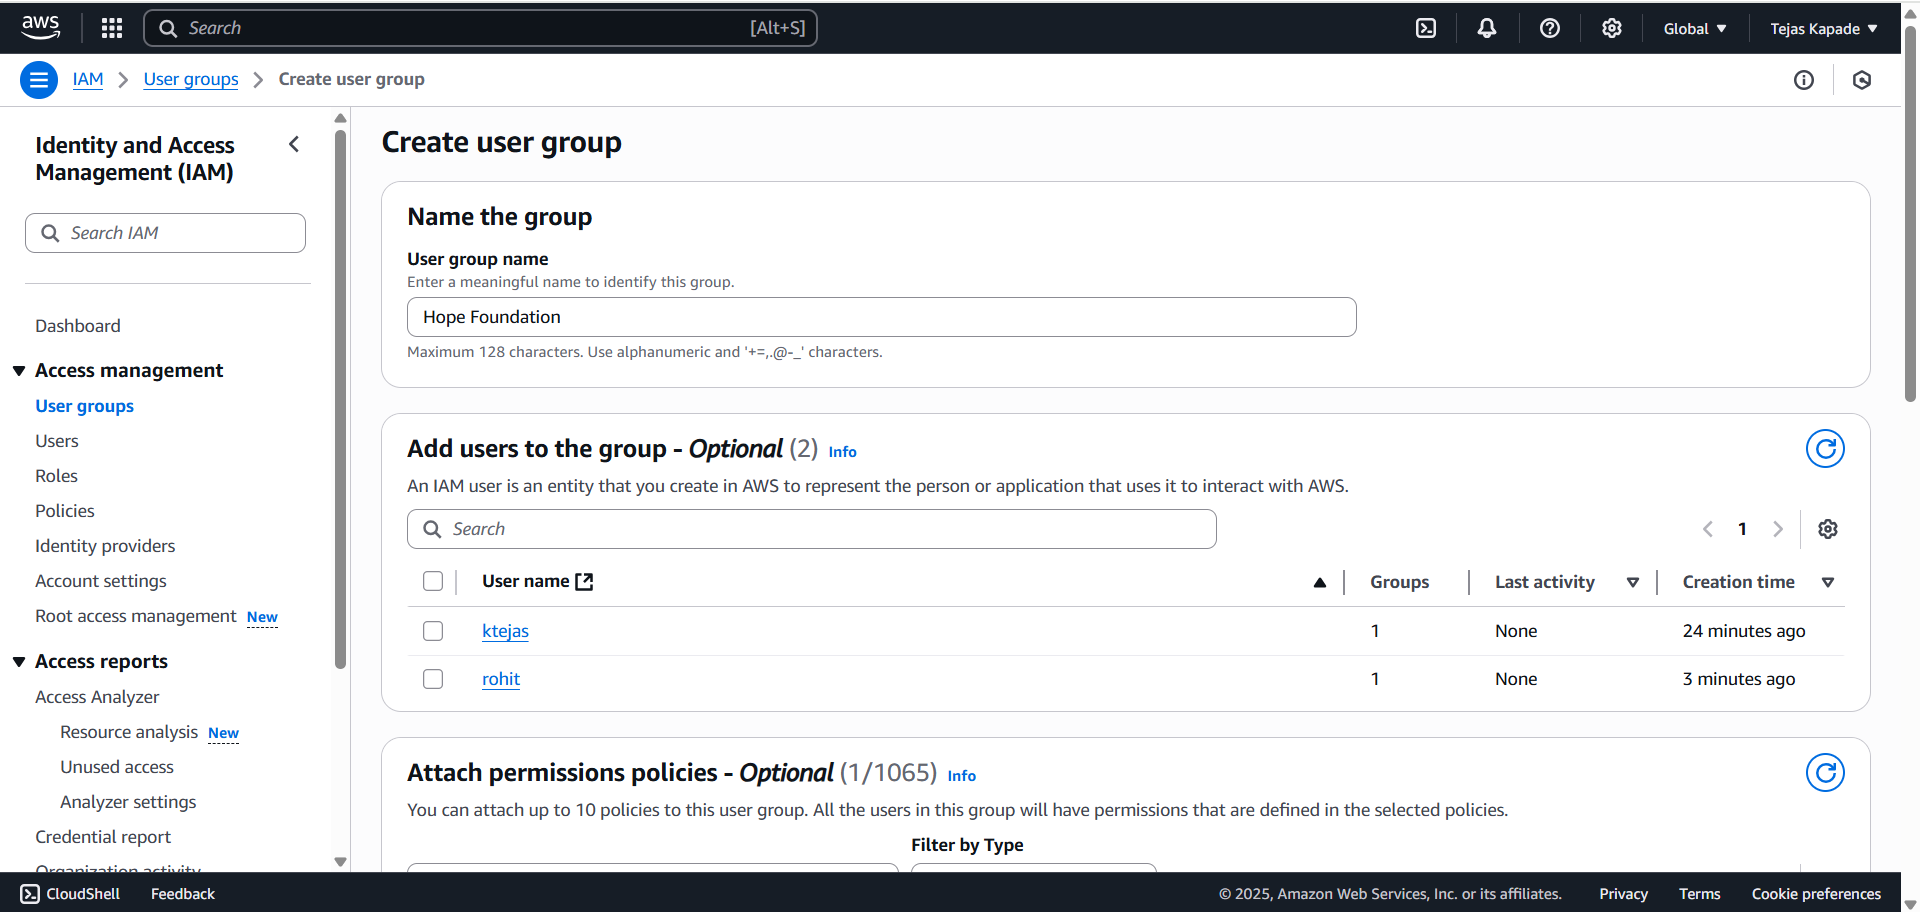 aws
Search
[Alt+S]
Global
Tejas Kapade
IAM
User groups
Create user group
Identity and Access
Management (IAM)
Search IAM
Dashboard
Access management
User groups
Users
Roles
Policies
Identity providers
Account settings
Root access management New
Access reports
Access Analyzer
Resource analysis New
Unused access
Analyzer settings
Credential report
Organization activity
Create user group
Name the group
User group name
Enter a meaningful name to identify this group.
Hope Foundation
Maximum 128 characters. Use alphanumeric and '+=,.@-_' characters.
Add users to the group - Optional (2) Info
An IAM user is an entity that you create in AWS to represent the person or application that uses it to interact with AWS.
Search
1
User name Groups Last activity Creation time
ktejas 1 None 24 minutes ago
rohit 1 None 3 minutes ago
Attach permissions policies - Optional (1/1065) Info
You can attach up to 10 policies to this user group. All the users in this group will have permissions that are defined in the selected policies.
Filter by Type
CloudShell
Feedback
© 2025, Amazon Web Services, Inc. or its affiliates.
Privacy
Terms
Cookie preferences